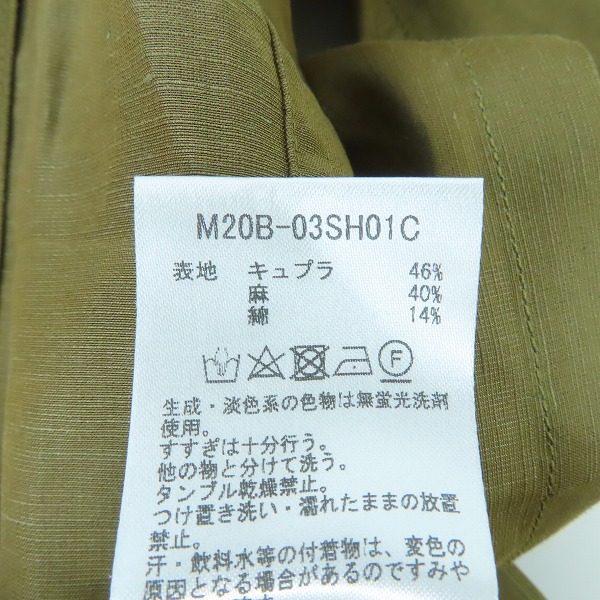 M20B-03SH01C
表地 キュプラ 46%
麻 40%
綿 14%
F
生成・淡色系の色物は無蛍光洗剤
使用。
すすぎは十分行う。
他の物と分けて洗う。
タンブル乾燥禁止。
つけ置き洗い・濡れたままの放置
禁止。
汗・飲料水等の付着物は、変色の
原因となる場合があるのですみや